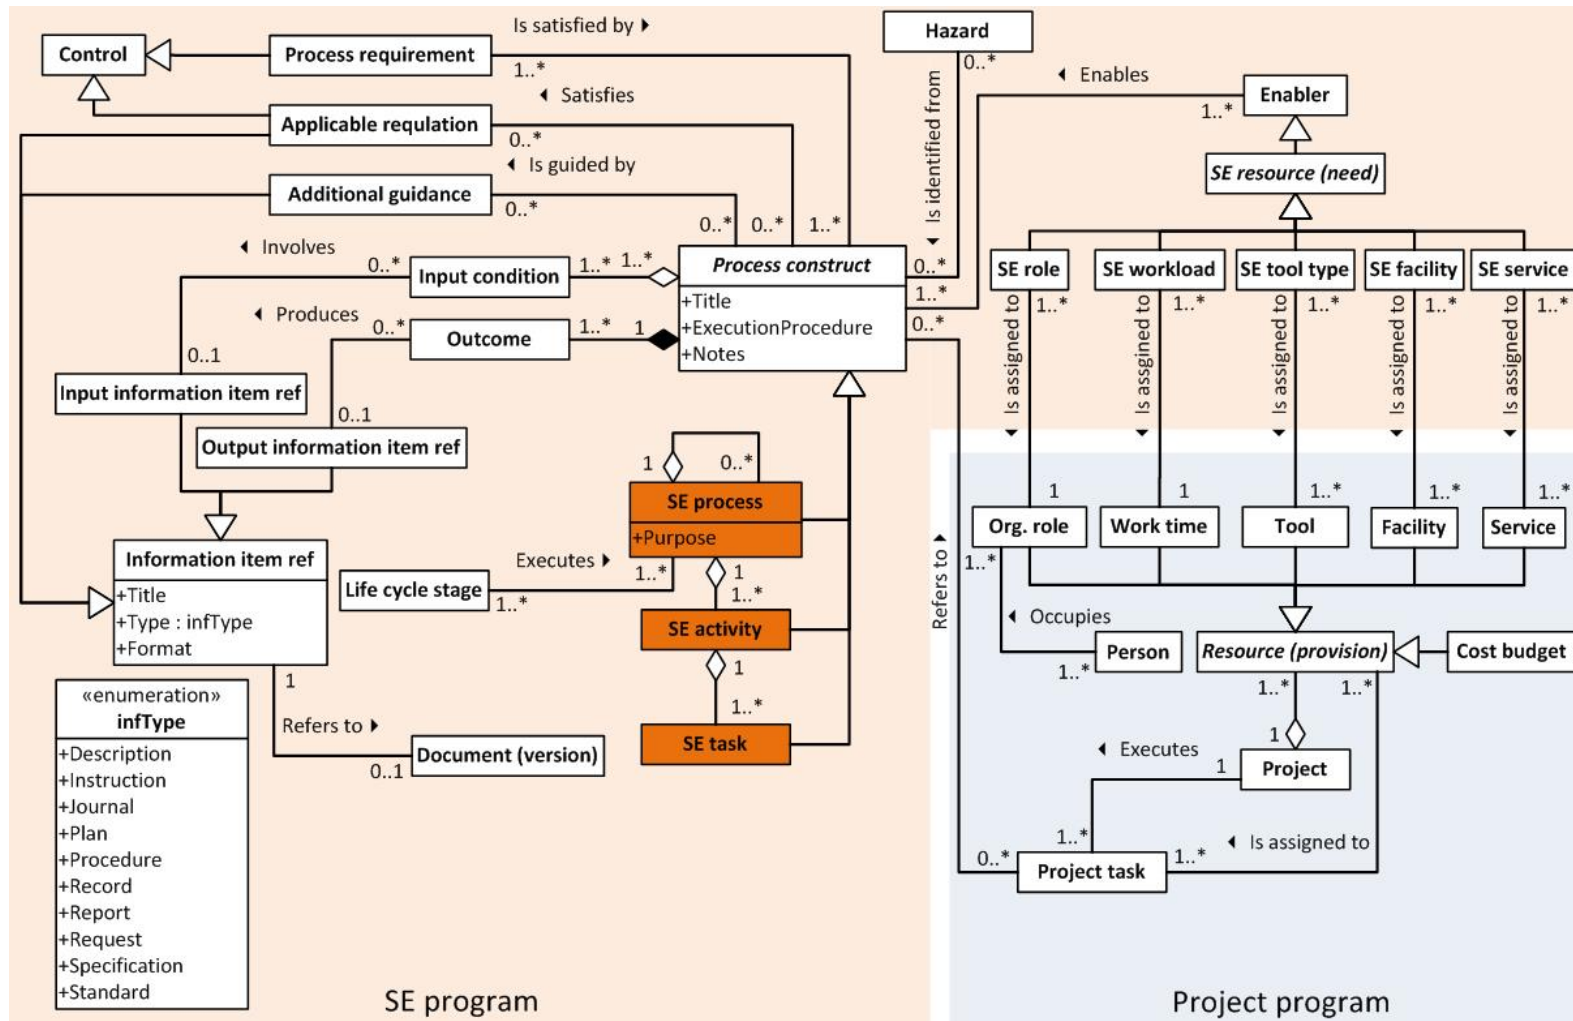 Is satisfied by ▸
Control
Process requirement
1..*
◂ Satisfies
Applicable requlation
0..*
◂ Is guided by
Additional guidance
0..*
0..*
0..*
1..*
Hazard
0..*
Is identified from
◂ Enables
Enabler
1..*
SE resource (need)
◂ Involves
0..*
Input condition
1..*
1..*
Process construct
+Title
+ExecutionProcedure
+Notes
0..*
1..*
0..*
◂ Produces
0..*
Outcome
1..*
1
0..1
Input information item ref
0..1
Output information item ref
SE role
SE workload
SE tool type
SE facility
SE service
1..*
1..*
1..*
1..*
1..*
Is assigned to
Is assigned to
Is assigned to
Is assigned to
Is assigned to
1
1
1..*
1..*
1..*
Org. role
Work time
Tool
Facility
Service
1..*
1
0..*
SE process
+Purpose
Executes ▸
1..*
1
Life cycle stage
1..*
1..*
SE activity
1
1..*
SE task
Information item ref
+Title
+Type : infType
+Format
1
Refers to ▸
0..1
Document (version)
«enumeration»
infType
+Description
+Instruction
+Journal
+Plan
+Procedure
+Record
+Report
+Request
+Specification
+Standard
Refers to ▸
◂ Occupies
1..*
Person
Resource (provision)
Cost budget
1..*
1..*
1
◂ Executes
1
Project
1..*
◂ Is assigned to
0..*
Project task
1..*
SE program
Project program